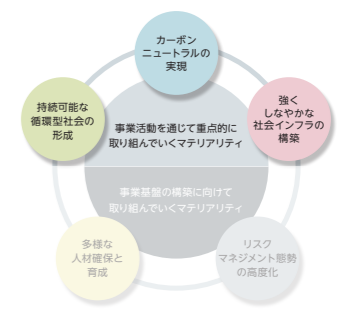 カーボン
ニュートラルの
実現
持続可能な
循環型社会の
形成
強く
しなやかな
社会インフラの
構築
事業活動を通じて重点的に
取り組んでいくマテリアリティ
事業基盤の構築に向けて
取り組んでいくマテリアリティ
多様な
人材確保と
育成
リスク
マネジメント態勢
の高度化